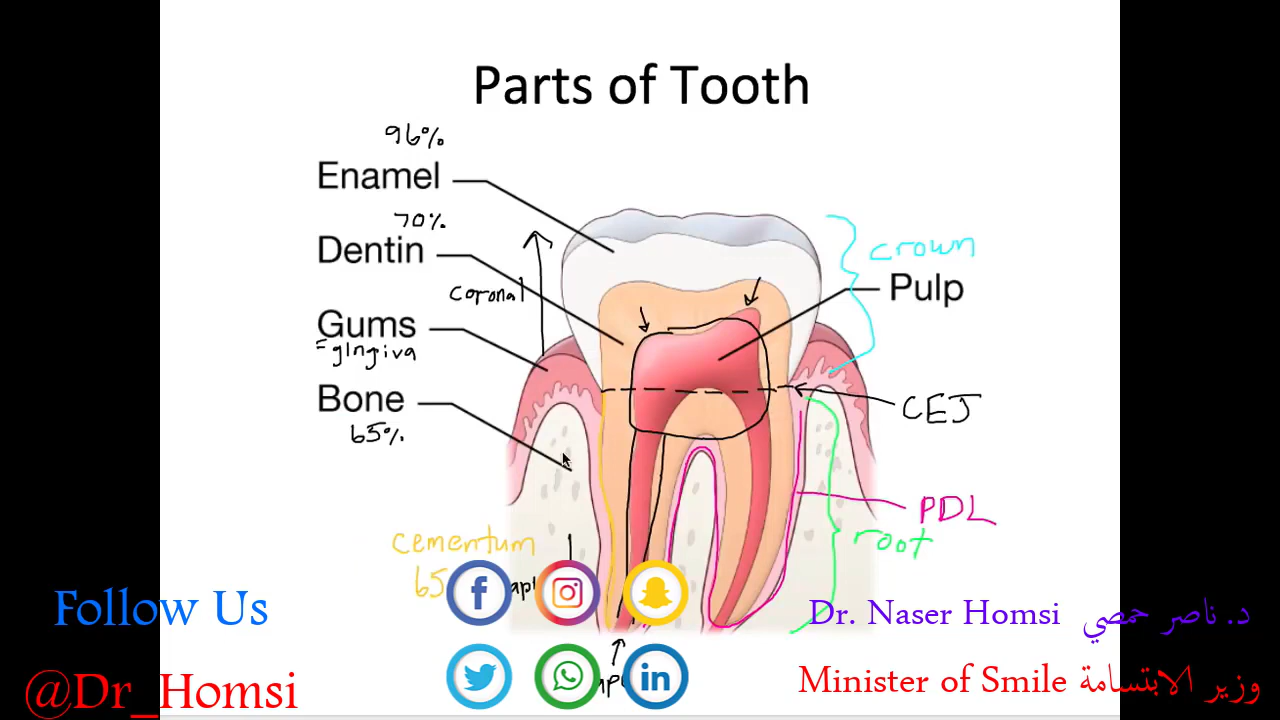 Parts of Tooth
96%
Enamel
70%
Dentin
coronal
crown
Pulp
Gums
=gingiva
Bone
65%
CEJ
PDL
root
cementum
65
Follow Us
@Dr_Homsi
Dr. Naser Homsi د. ناصر حمصي
Minister of Smile وزير الابتسامة